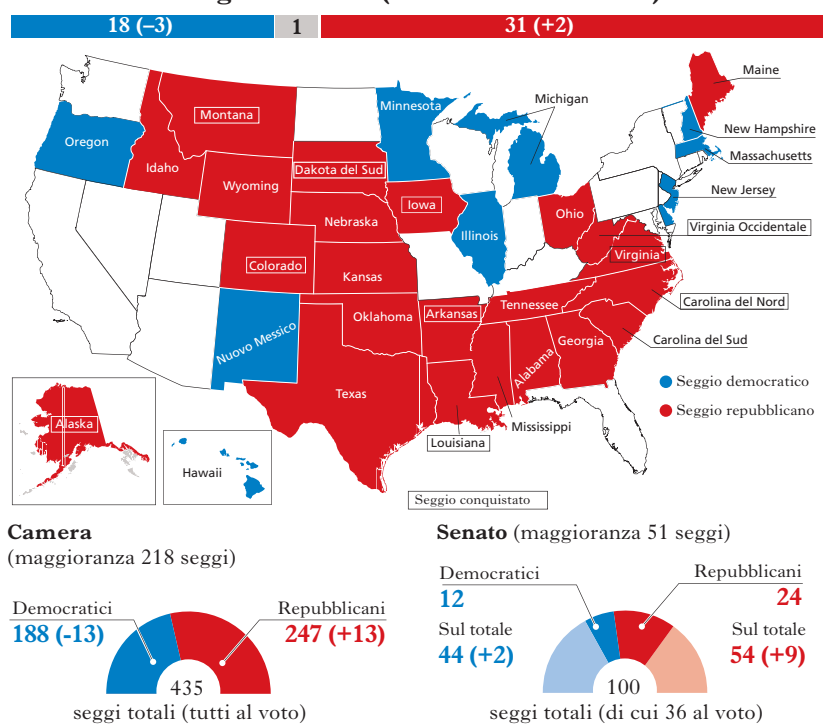 18 (–3)
1
31 (+2)
Maine
Montana
Minnesota
Michigan
Oregon
New Hampshire
Idaho
Dakota del Sud
Massachusetts
Wyoming
New Jersey
Iowa
Ohio
Nebraska
Virginia Occidentale
Illinois
Virginia
Colorado
Kansas
Carolina del Nord
Tennessee
Arkansas
Oklahoma
Carolina del Sud
Nuovo Messico
Georgia
Alabama
Seggio democratico
Texas
Seggio repubblicano
Alaska
Mississippi
Louisiana
Hawaii
Seggio conquistato
Camera
(maggioranza 218 seggi)
Democratici
188 (-13)
Repubblicani
247 (+13)
435
seggi totali (tutti al voto)
Senato (maggioranza 51 seggi)
Democratici
12
Repubblicani
24
Sul totale
44 (+2)
Sul totale
54 (+9)
100
seggi totali (di cui 36 al voto)